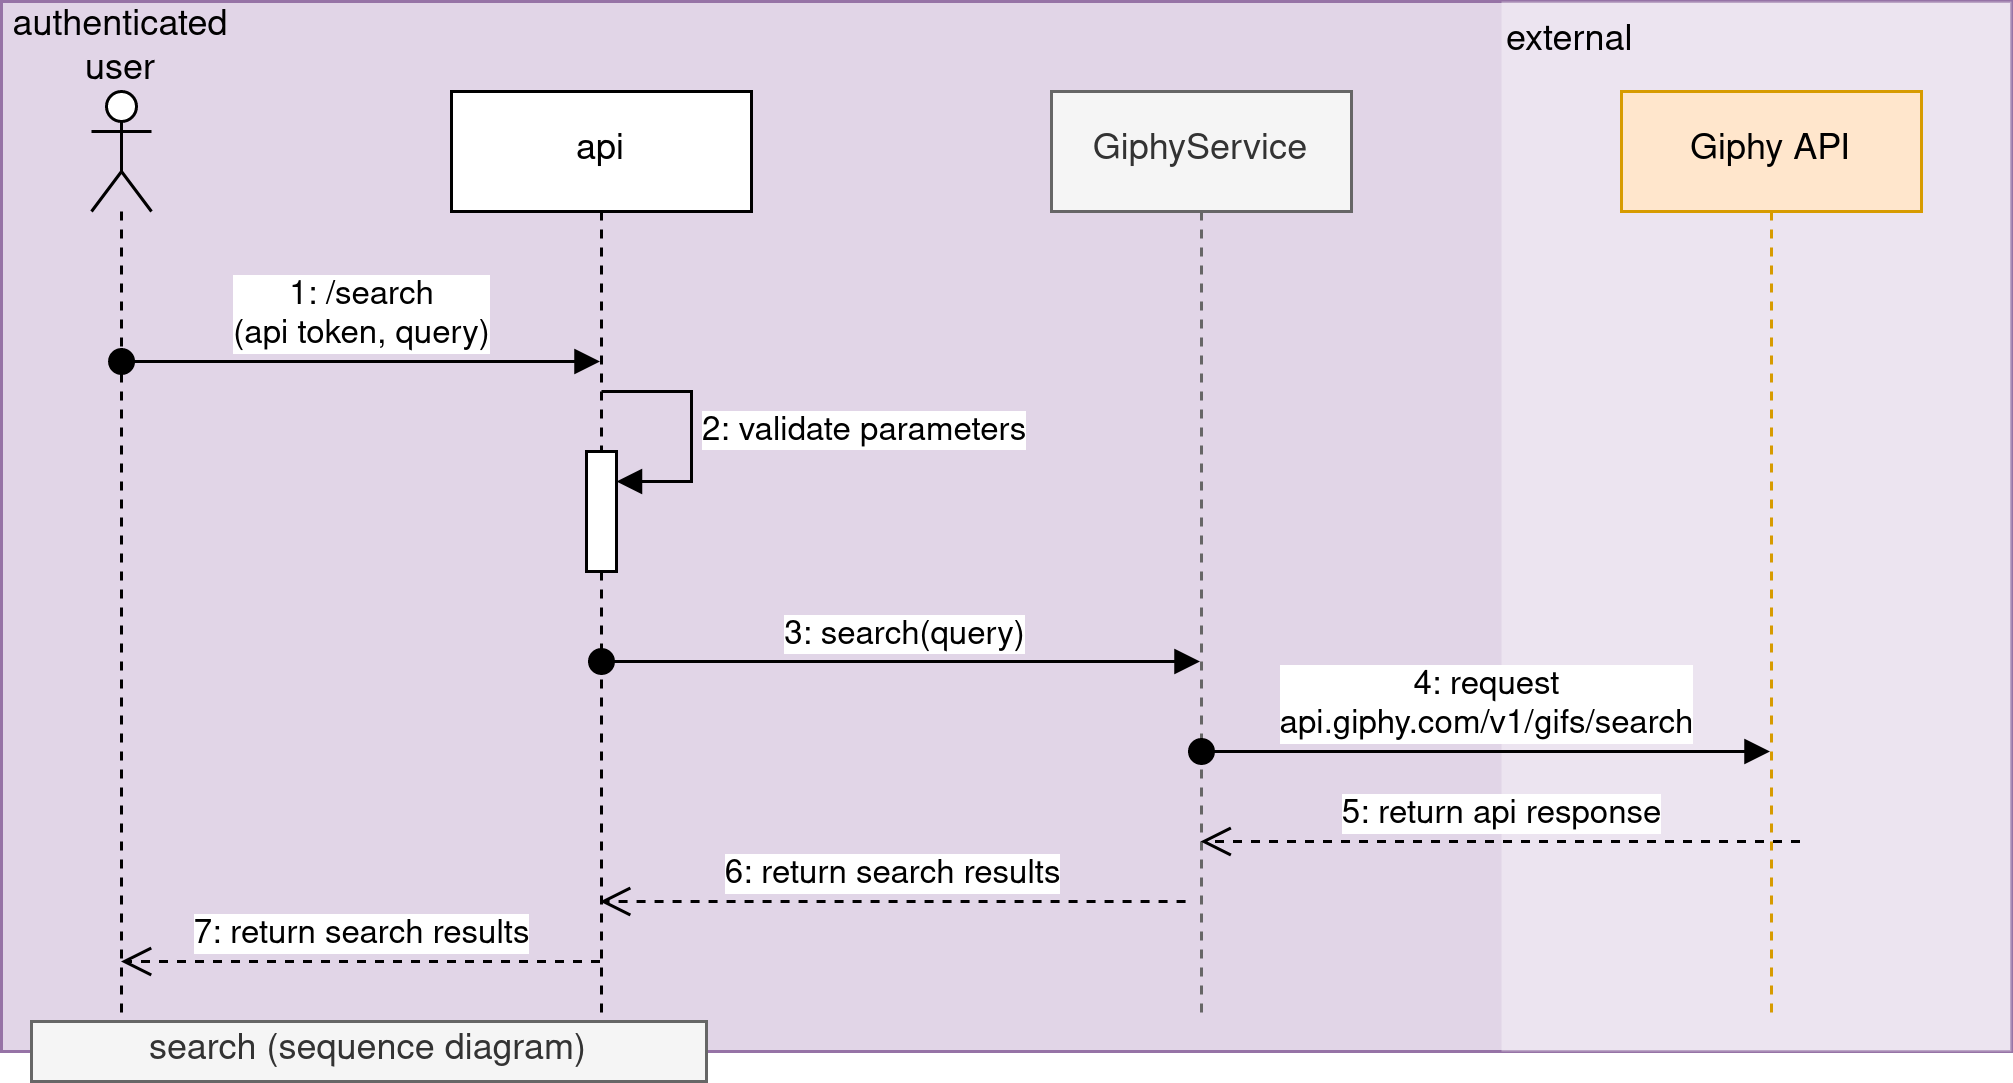 authenticated
user
external
api
GiphyService
Giphy API
1: /search
(api token, query)
2: validate parameters
3: search(query)
4: request
api.giphy.com/v1/gifs/search
5: return api response
6: return search results
7: return search results
search (sequence diagram)